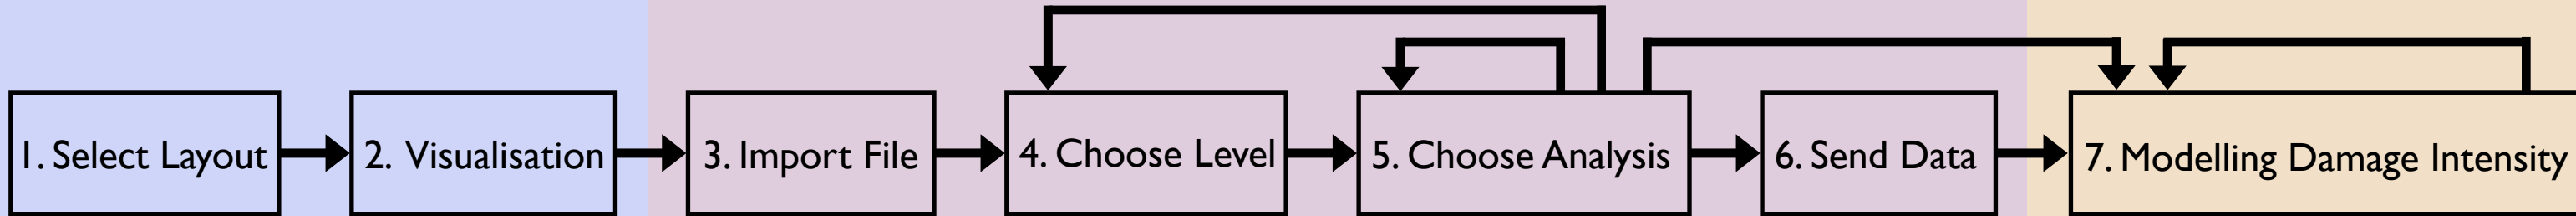 1. Select Layout
2. Visualisation
3. Import File
4. Choose Level
5. Choose Analysis
6. Send Data
7. Modelling Damage Intensity